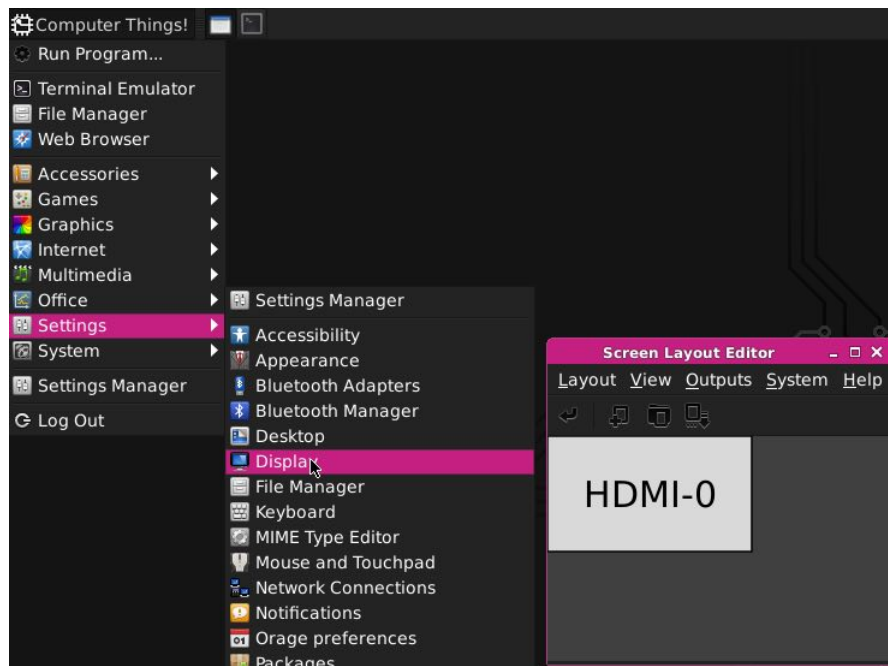 Computer Things!
Run Program...
Terminal Emulator
File Manager
Web Browser
Accessories
Games
Graphics
Internet
Multimedia
Office
Settings
System
Settings Manager
Log Out
Settings Manager
Accessibility
Appearance
Bluetooth Adapters
Bluetooth Manager
Desktop
Display
File Manager
Keyboard
MIME Type Editor
Mouse and Touchpad
Network Connections
Notifications
Orage preferences
Packages
Screen Layout Editor
Layout View Outputs System Help
HDMI-0